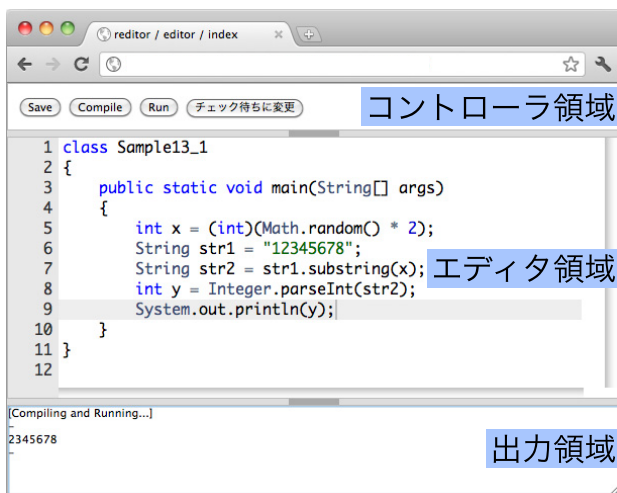 reditor / editor / index
Save Compile Run チェック待ちに変更
コントローラ領域
1 class Sample13_1
2 {
3 public static void main(String[] args)
4 {
5 int x = (int)(Math.random() * 2);
6 String str1 = "12345678";
7 String str2 = str1.substring(x);
エディタ領域
8 int y = Integer.parseInt(str2);
9 System.out.println(y);
10 }
11 }
12
[Compiling and Running...]
–
2345678
–
出力領域